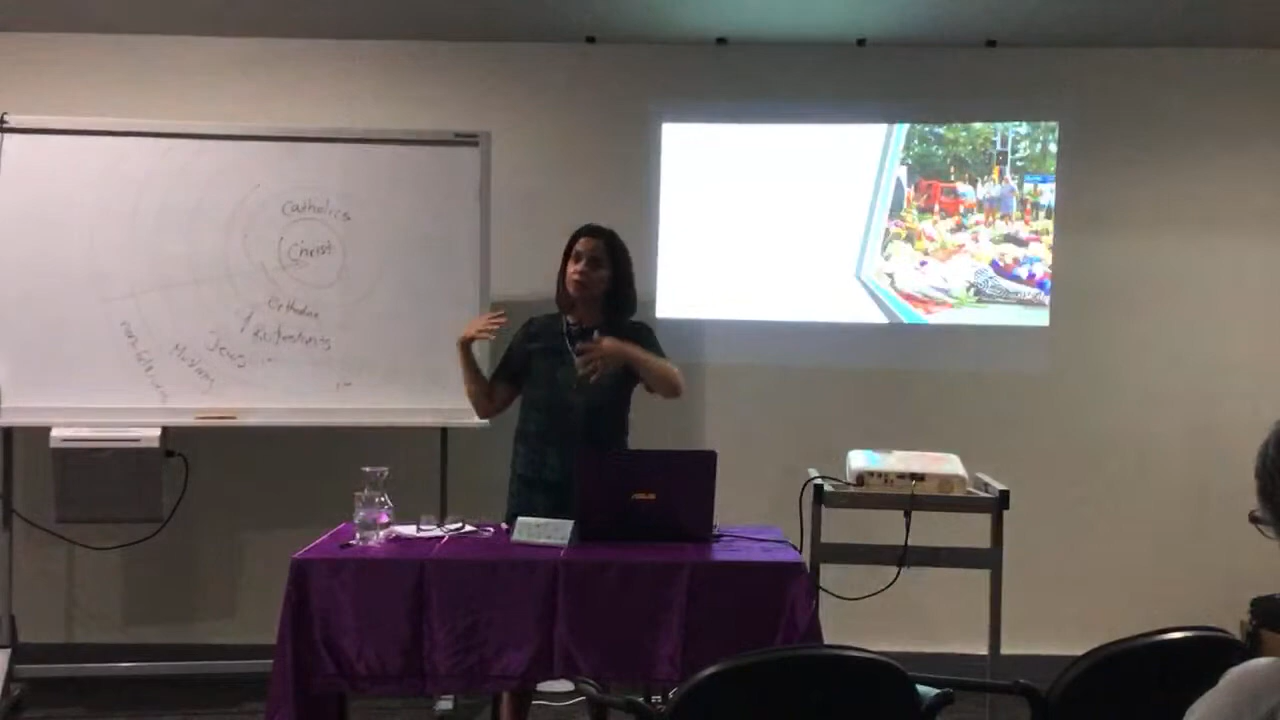 Catholics
Christ
Orthodox
Protestants
Jews
Muslims
ASUS